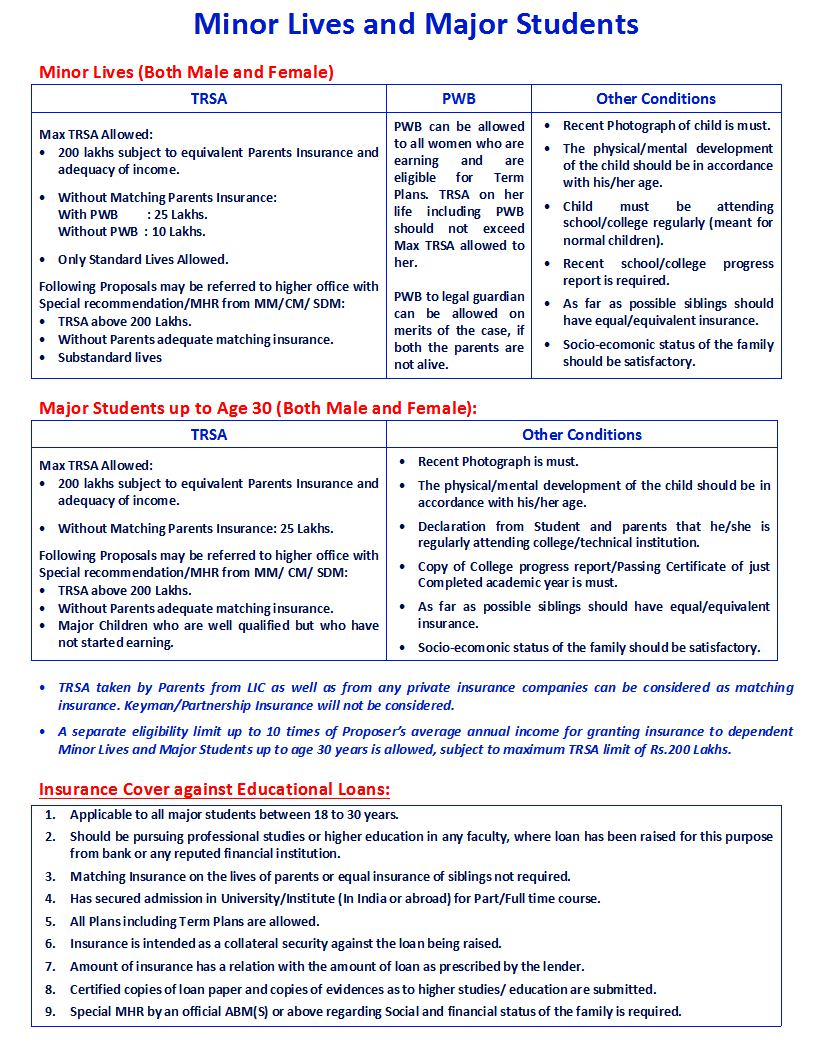 Minor Lives and Major Students
Minor Lives (Both Male and Female)
TRSA
PWB
Other Conditions
Max TRSA Allowed:
• 200 lakhs subject to equivalent Parents Insurance and
adequacy of income.
• Without Matching Parents Insurance:
With PWB : 25 Lakhs.
Without PWB : 10 Lakhs.
• Only Standard Lives Allowed.
Following Proposals may be referred to higher office with
Special recommendation/MHR from MM/CM/ SDM:
• TRSA above 200 Lakhs.
• Without Parents adequate matching insurance.
• Substandard lives
PWB can be allowed
to all women who are
earning and are
eligible for Term
Plans. TRSA on her
life including PWB
should not exceed
Max TRSA allowed to
her.
PWB to legal guardian
can be allowed on
merits of the case, if
both the parents are
not alive.
• Recent Photograph of child is must.
• The physical/mental development
of the child should be in accordance
with his/her age.
• Child must be attending
school/college regularly (meant for
normal children).
• Recent school/college progress
report is required.
• As far as possible siblings should
have equal/equivalent insurance.
• Socio-ecomonic status of the family
should be satisfactory.
Major Students up to Age 30 (Both Male and Female):
TRSA
Other Conditions
Max TRSA Allowed:
• 200 lakhs subject to equivalent Parents Insurance and
adequacy of income.
• Without Matching Parents Insurance: 25 Lakhs.
Following Proposals may be referred to higher office with
Special recommendation/MHR from MM/ CM/ SDM:
• TRSA above 200 Lakhs.
• Without Parents adequate matching insurance.
• Major Children who are well qualified but who have
not started earning.
• Recent Photograph is must.
• The physical/mental development of the child should be in
accordance with his/her age.
• Declaration from Student and parents that he/she is
regularly attending college/technical institution.
• Copy of College progress report/Passing Certificate of just
Completed academic year is must.
• As far as possible siblings should have equal/equivalent
insurance.
• Socio-ecomonic status of the family should be satisfactory.
• TRSA taken by Parents from LIC as well as from any private insurance companies can be considered as matching
insurance. Keyman/Partnership Insurance will not be considered.
• A separate eligibility limit up to 10 times of Proposer's average annual income for granting insurance to dependent
Minor Lives and Major Students up to age 30 years is allowed, subject to maximum TRSA limit of Rs.200 Lakhs.
Insurance Cover against Educational Loans:
1. Applicable to all major students between 18 to 30 years.
2. Should be pursuing professional studies or higher education in any faculty, where loan has been raised for this purpose
from bank or any reputed financial institution.
3. Matching Insurance on the lives of parents or equal insurance of siblings not required.
4. Has secured admission in University/Institute (In India or abroad) for Part/Full time course.
5. All Plans including Term Plans are allowed.
6. Insurance is intended as a collateral security against the loan being raised.
7. Amount of insurance has a relation with the amount of loan as prescribed by the lender.
8. Certified copies of loan paper and copies of evidences as to higher studies/ education are submitted.
9. Special MHR by an official ABM(S) or above regarding Social and financial status of the family is required.